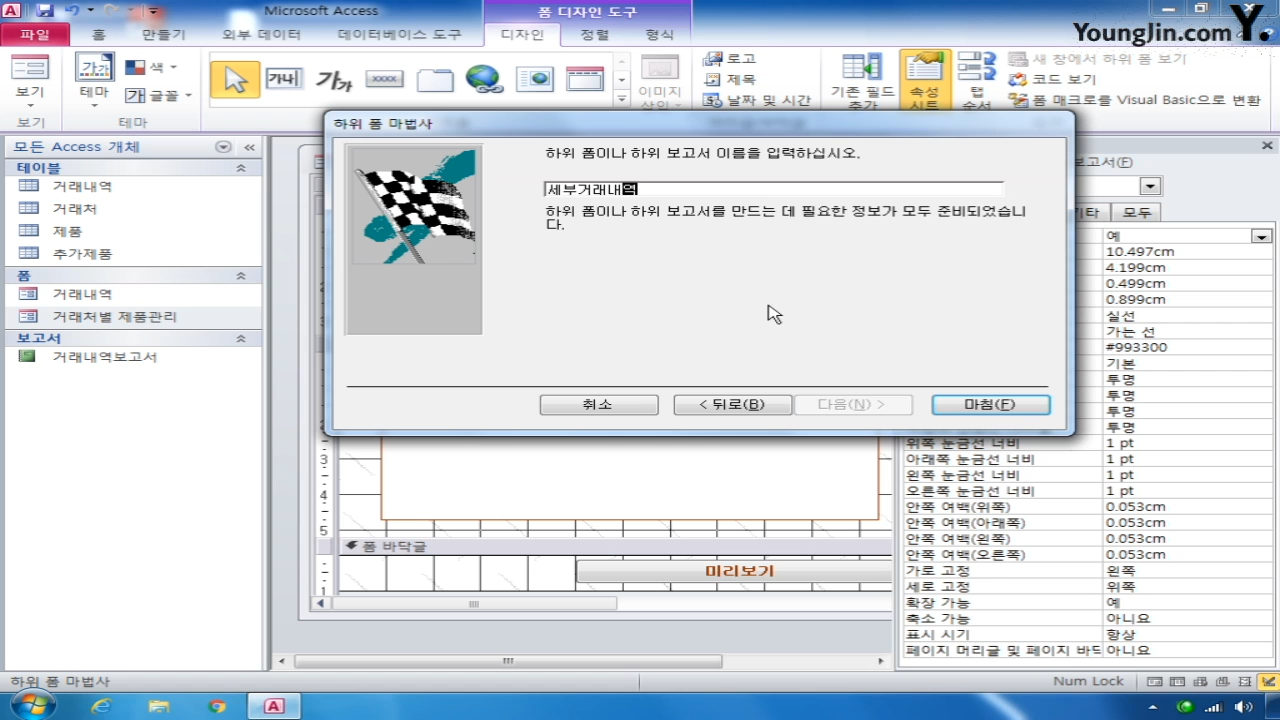 Microsoft Access
폼 디자인 도구
파일
홈
만들기
외부 데이터
데이터베이스 도구
디자인
정렬
형식
YoungJin.com Y.
보기
테마
색
가나다 글꼴
가나
가가
xxxx
이미지
로고
제목
날짜 및 시간
기존 필드
추가
속성
시트
탭
순서
새 창에서 하위 폼 보기
코드 보기
폼 매크로를 Visual Basic으로 변환
보기
테마
모든 Access 개체
테이블
거래내역
거래처
제품
추가제품
폼
거래내역
거래처별 제품관리
보고서
거래내역보고서
하위 폼 마법사
하위 폼이나 하위 보고서 이름을 입력하십시오.
세부거래내역
하위 폼이나 하위 보고서를 만드는 데 필요한 정보가 모두 준비되었습니
다.
취소
< 뒤로(B)
다음(N) >
마침(F)
보고서(F)
기타
모두
예
10.497cm
4.199cm
0.499cm
0.899cm
실선
가는 선
#993300
기본
투명
투명
투명
투명
위쪽 눈금선 너비 1 pt
아래쪽 눈금선 너비 1 pt
왼쪽 눈금선 너비 1 pt
오른쪽 눈금선 너비 1 pt
안쪽 여백(위쪽) 0.053cm
안쪽 여백(아래쪽) 0.053cm
안쪽 여백(왼쪽) 0.053cm
안쪽 여백(오른쪽) 0.053cm
가로 고정 왼쪽
세로 고정 위쪽
확장 가능 예
축소 가능 아니요
표시 시기 항상
페이지 머리글 및 페이지 바닥 아니요
3
4
5
폼 바닥글
1
미리보기
하위 폼 마법사
Num Lock